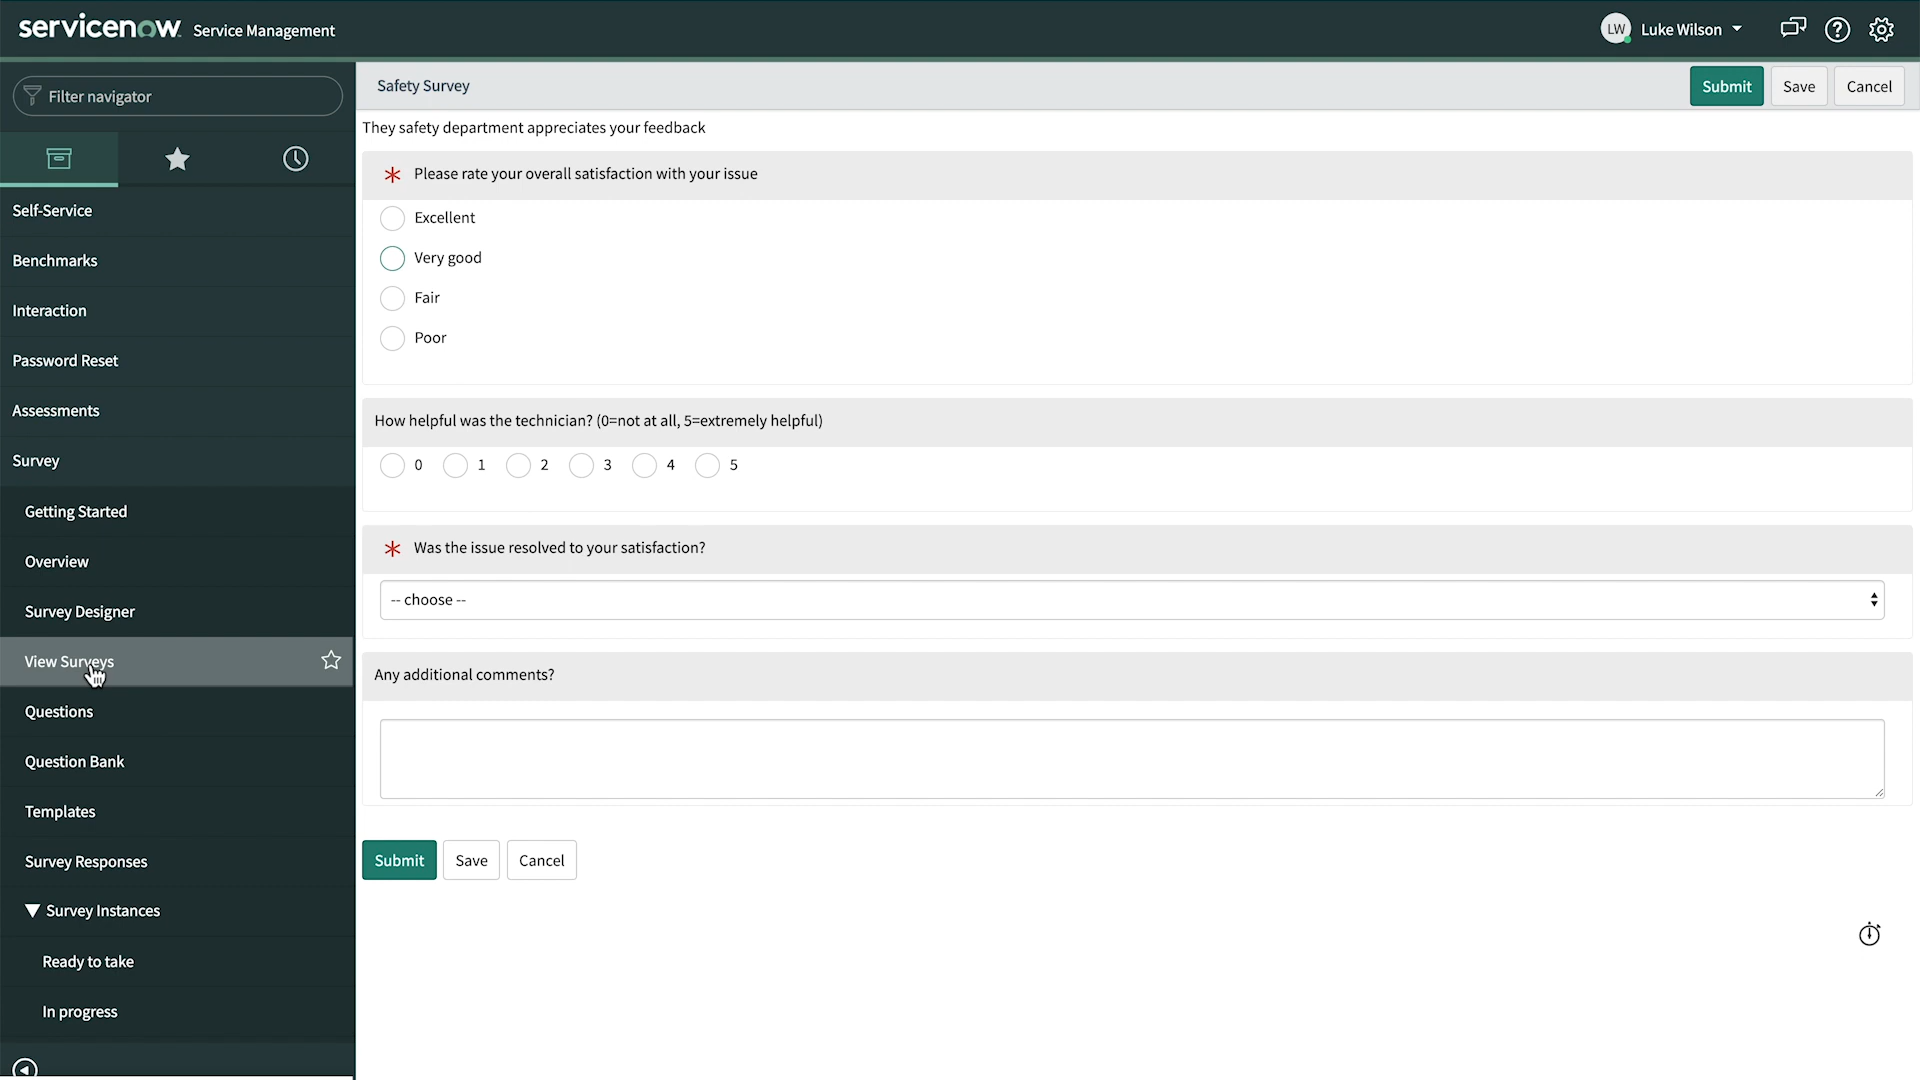 servicenow. Service Management
LW Luke Wilson
Filter navigator
Self-Service
Benchmarks
Interaction
Password Reset
Assessments
Survey
Getting Started
Overview
Survey Designer
View Surveys
Questions
Question Bank
Templates
Survey Responses
▼ Survey Instances
Ready to take
In progress
Safety Survey
Submit Save Cancel
They safety department appreciates your feedback
* Please rate your overall satisfaction with your issue
Excellent
Very good
Fair
Poor
How helpful was the technician? (0=not at all, 5=extremely helpful)
0 1 2 3 4 5
* Was the issue resolved to your satisfaction?
-- choose --
Any additional comments?
Submit Save Cancel